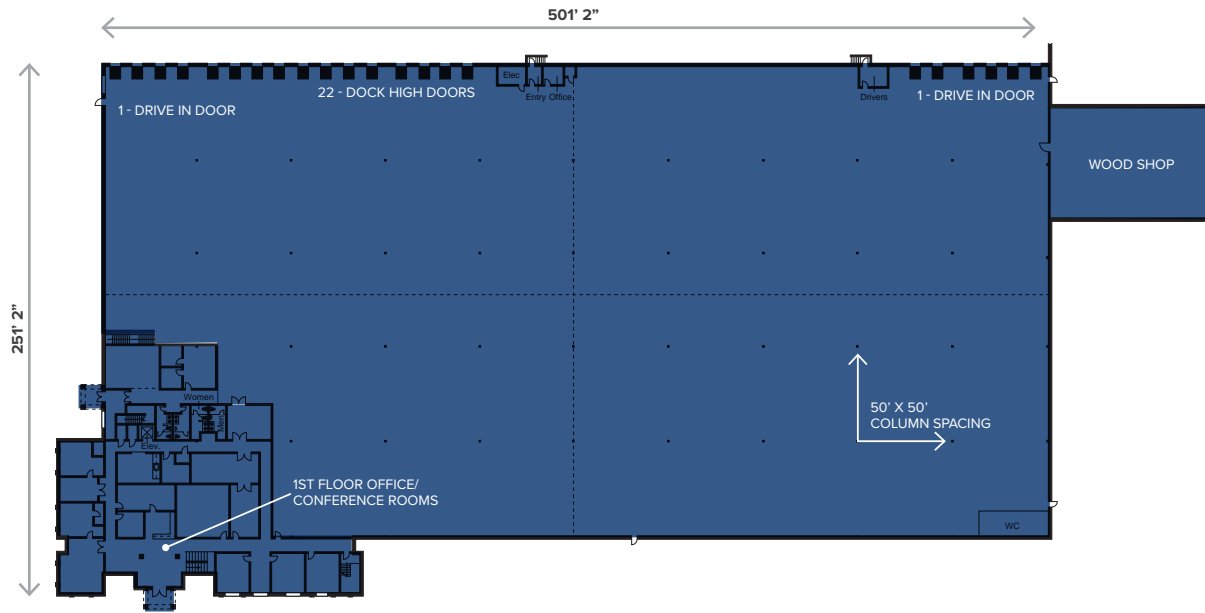 501' 2”
251' 2”
Elec
Entry Office
Drivers
22 - DOCK HIGH DOORS
1 - DRIVE IN DOOR
1 - DRIVE IN DOOR
WOOD SHOP
Women
Men
Elev.
50’ X 50’
COLUMN SPACING
1ST FLOOR OFFICE/
CONFERENCE ROOMS
WC